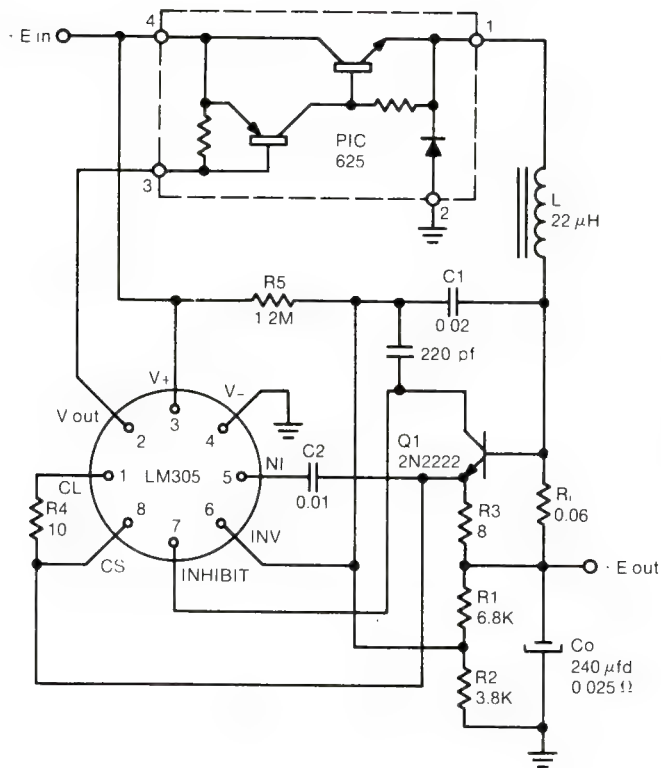 4
1
· E in
PIC
625
3
2
L
22 μH
R5
1 2M
C1
0 02
220 pf
V+
V–
V out
3
2
4
Q1
2N2222
NI
C2
0.01
CL
1
LM305
5
R4
10
8
6
7
INV
CS
INHIBIT
R3
8
R
0.06
· E out
R1
6.8K
Co
240 μfd
0 025 Ω
R2
3.8K